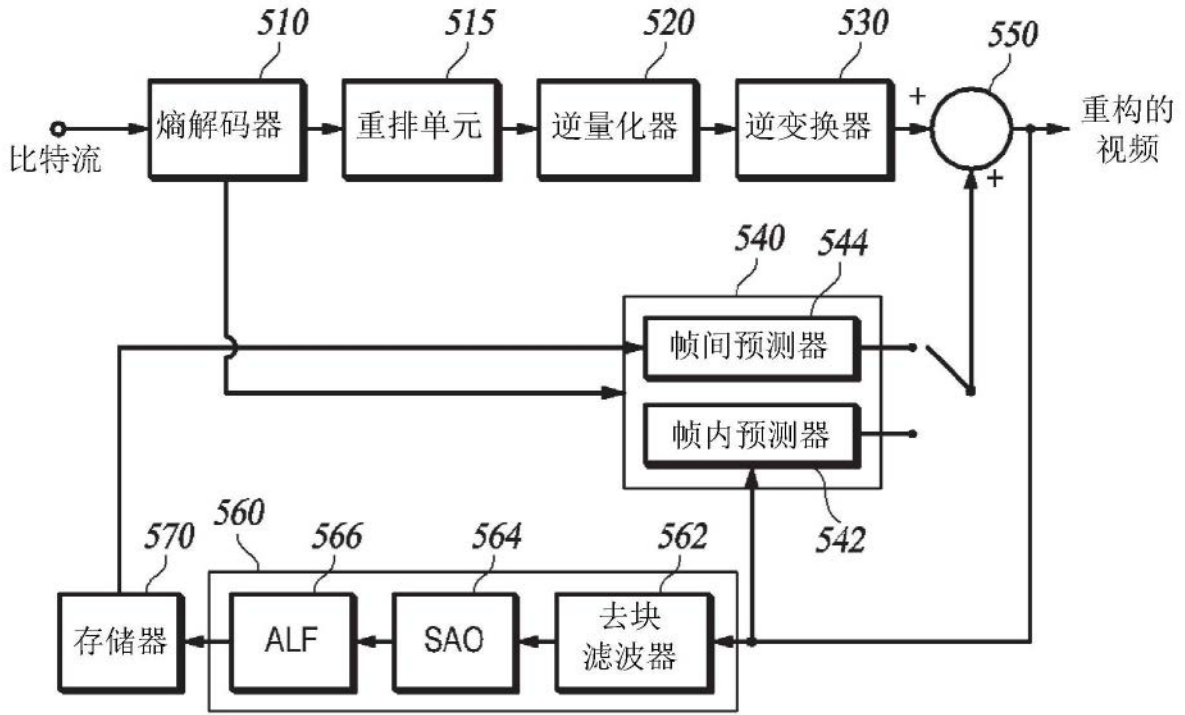 510
515
520
530
550
熵解码器
重排单元
逆量化器
逆变换器
+
重构的
视频
比特流
+
540
544
帧间预测器
帧内预测器
542
570
560
566
564
562
存储器
ALF
SAO
去块
滤波器